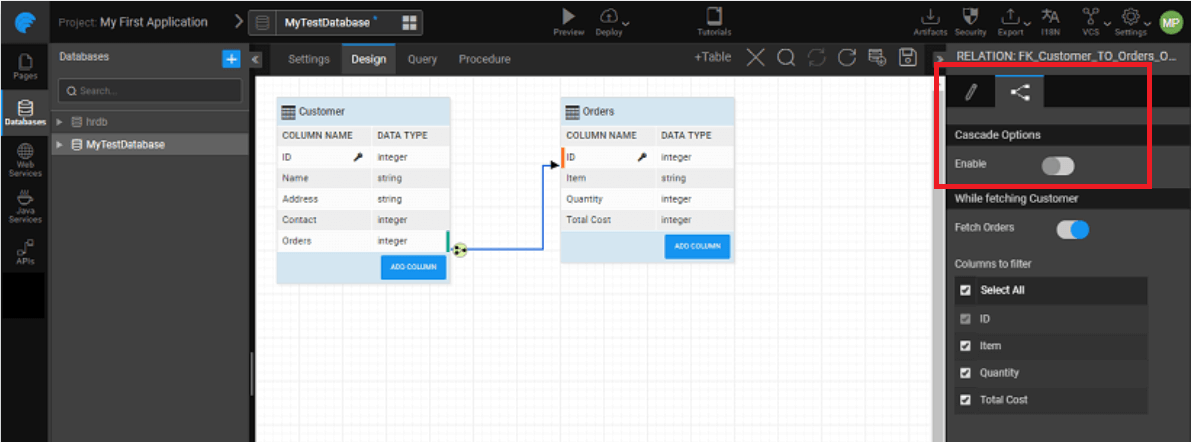 Project: My First Application
MyTestDatabase *
Preview
Deploy
Tutorials
Artifacts
Security
Export
I18N
VCS
Settings
MP
Pages
Databases
Web Services
Java Services
APIs
Databases
+
Search...
hrdb
MyTestDatabase
Settings
Design
Query
Procedure
+Table
Customer
COLUMN NAME DATA TYPE
ID integer
Name string
Address string
Contact integer
Orders integer
ADD COLUMN
Orders
COLUMN NAME DATA TYPE
ID integer
Item string
Quantity integer
Total Cost integer
ADD COLUMN
RELATION: FK_Customer_TO_Orders_O...
Cascade Options
Enable
While fetching Customer
Fetch Orders
Columns to filter
Select All
ID
Item
Quantity
Total Cost